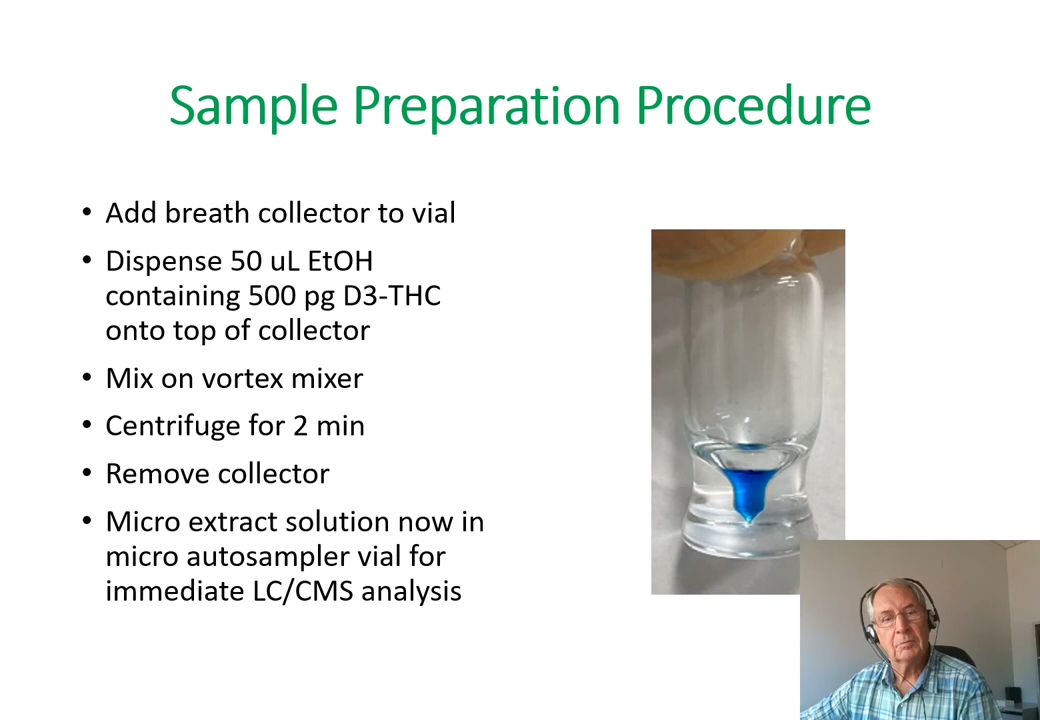 Sample Preparation Procedure
• Add breath collector to vial
• Dispense 50 uL EtOH
containing 500 pg D3-THC
onto top of collector
• Mix on vortex mixer
• Centrifuge for 2 min
• Remove collector
• Micro extract solution now in
micro autosampler vial for
immediate LC/CMS analysis